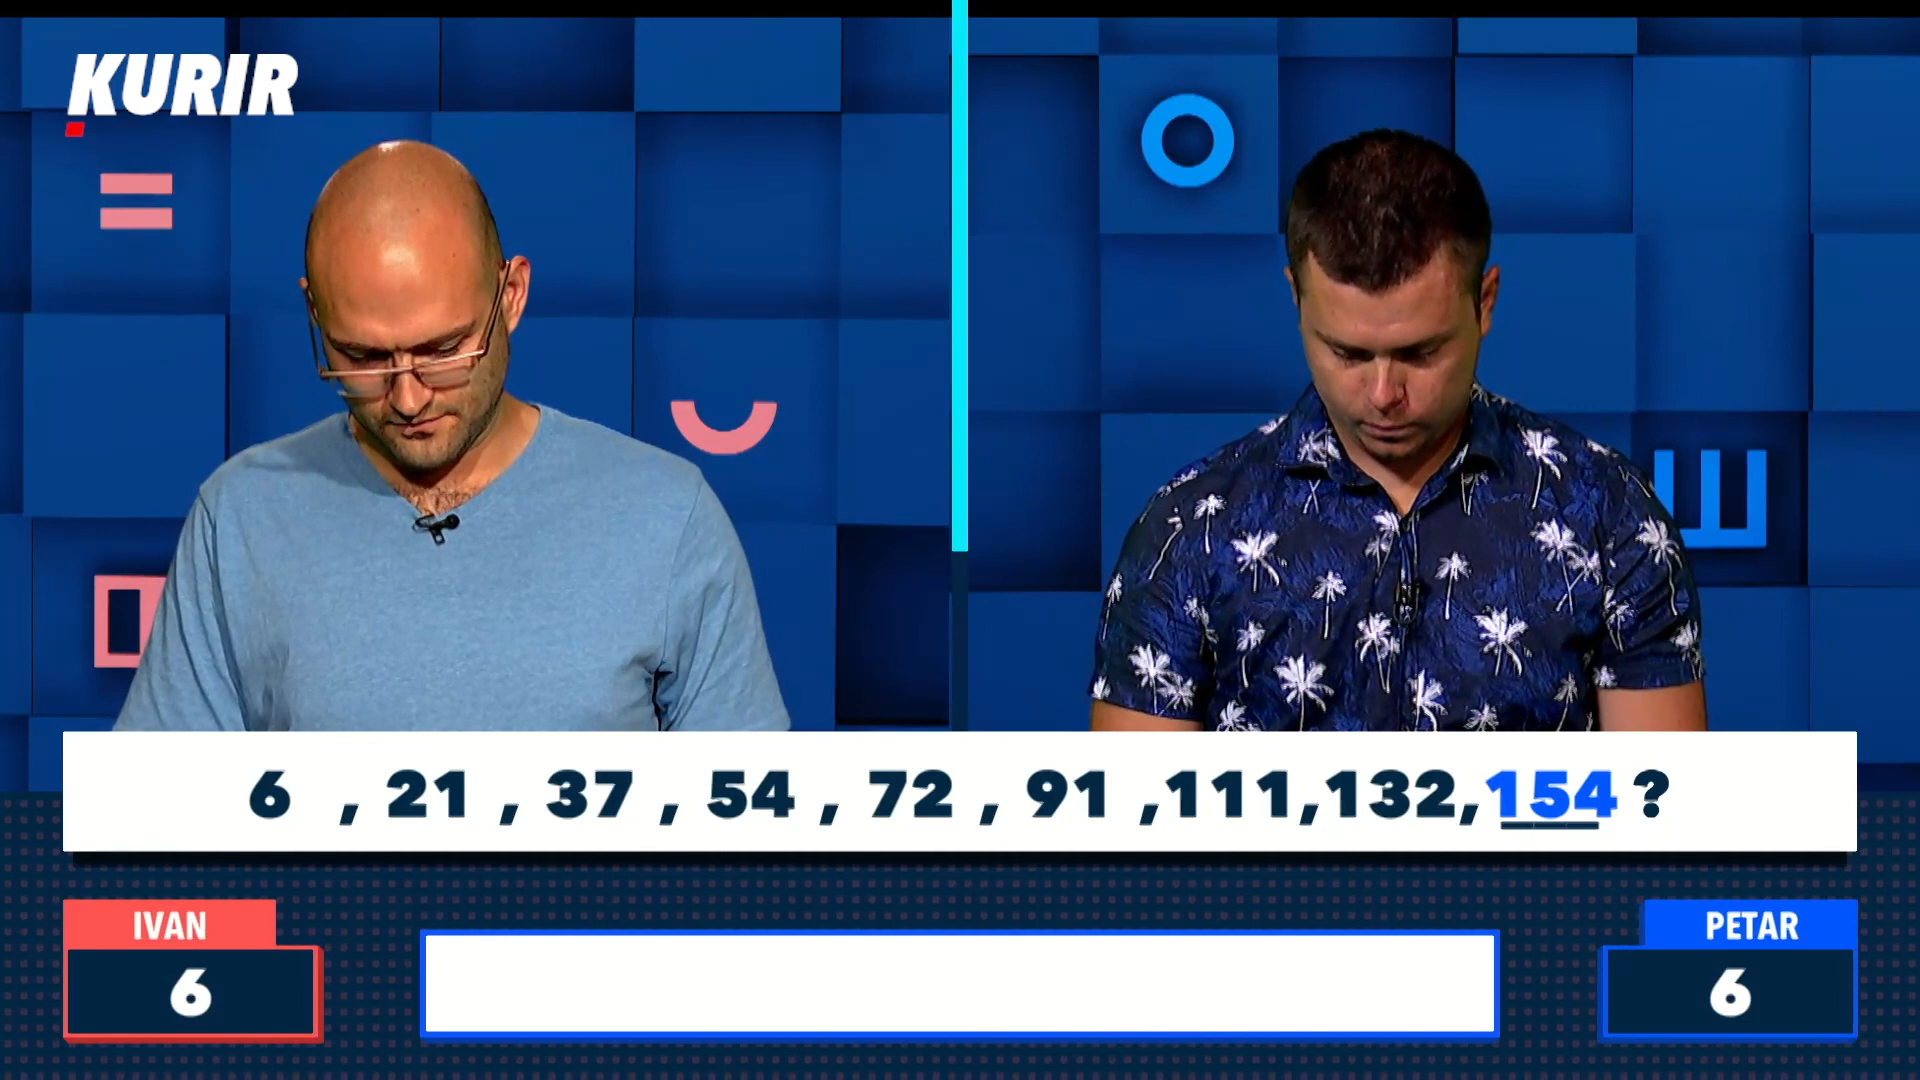 KURIR
6 , 21 , 37 , 54 , 72 , 91 ,111,132,154 ?
IVAN
6
PETAR
6